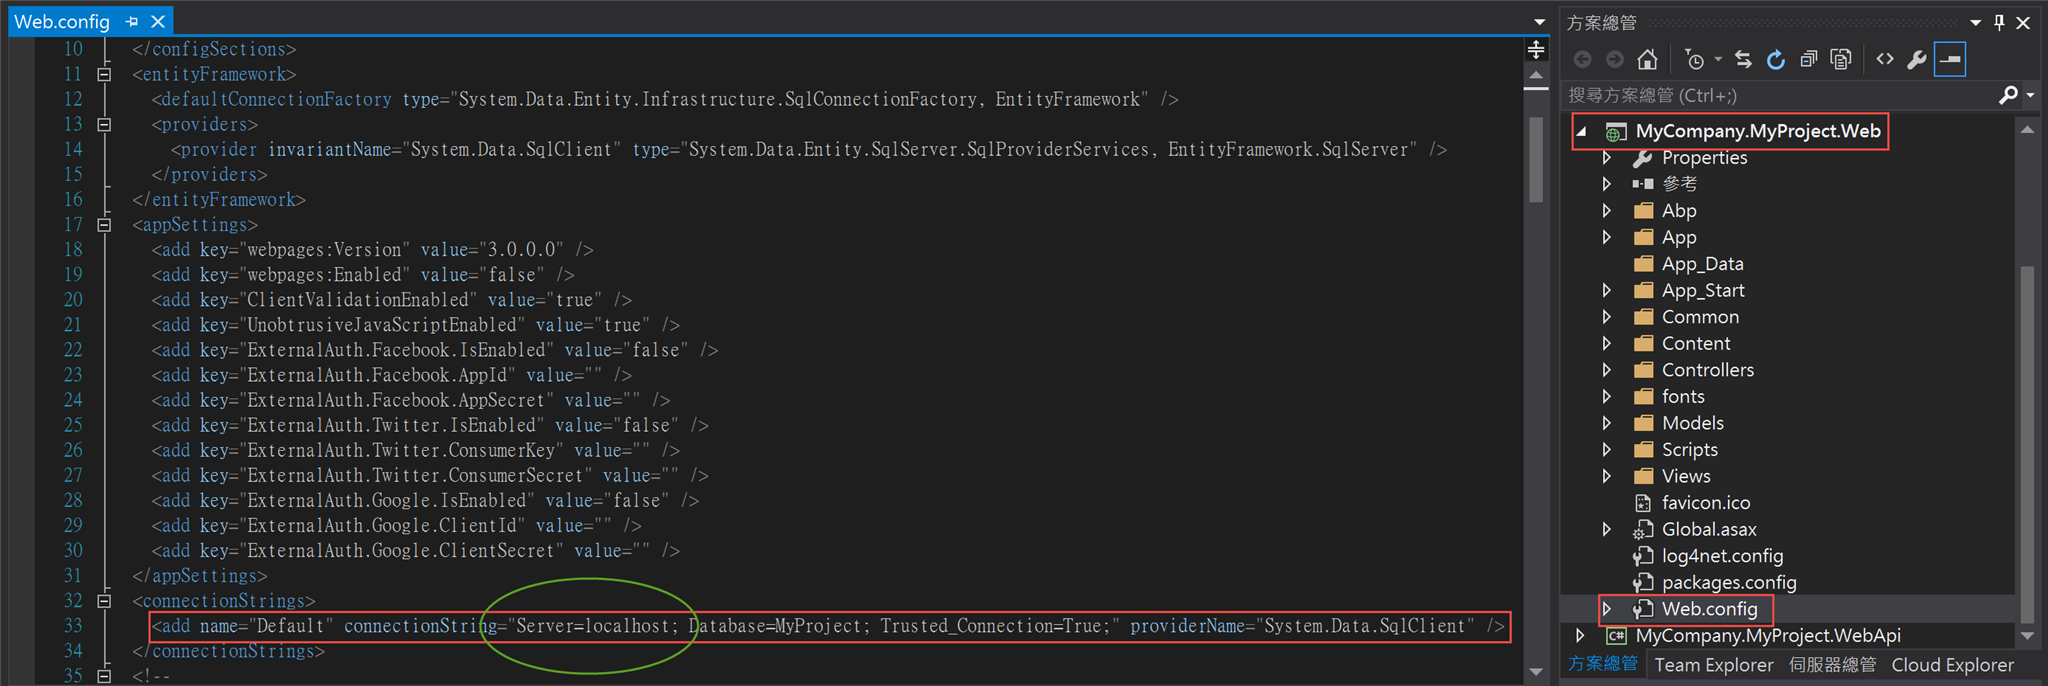 Web.config
10 </configSections>
11 <entityFramework>
12 <defaultConnectionFactory type="System.Data.Entity.Infrastructure.SqlConnectionFactory, EntityFramework" />
13 <providers>
14 <provider invariantName="System.Data.SqlClient" type="System.Data.Entity.SqlServer.SqlProviderServices, EntityFramework.SqlServer" />
15 </providers>
16 </entityFramework>
17 <appSettings>
18 <add key="webpages:Version" value="3.0.0.0" />
19 <add key="webpages:Enabled" value="false" />
20 <add key="ClientValidationEnabled" value="true" />
21 <add key="UnobtrusiveJavaScriptEnabled" value="true" />
22 <add key="ExternalAuth.Facebook.IsEnabled" value="false" />
23 <add key="ExternalAuth.Facebook.AppId" value="" />
24 <add key="ExternalAuth.Facebook.AppSecret" value="" />
25 <add key="ExternalAuth.Twitter.IsEnabled" value="false" />
26 <add key="ExternalAuth.Twitter.ConsumerKey" value="" />
27 <add key="ExternalAuth.Twitter.ConsumerSecret" value="" />
28 <add key="ExternalAuth.Google.IsEnabled" value="false" />
29 <add key="ExternalAuth.Google.ClientId" value="" />
30 <add key="ExternalAuth.Google.ClientSecret" value="" />
31 </appSettings>
32 <connectionStrings>
33 <add name="Default" connectionString="Server=localhost; Database=MyProject; Trusted_Connection=True;" providerName="System.Data.SqlClient" />
34 </connectionStrings>
35 <!--
方案總管
搜尋方案總管 (Ctrl+;)
MyCompany.MyProject.Web
Properties
參考
Abp
App
App_Data
App_Start
Common
Content
Controllers
fonts
Models
Scripts
Views
favicon.ico
Global.asax
log4net.config
packages.config
Web.config
C# MyCompany.MyProject.WebApi
方案總管 Team Explorer 伺服器總管 Cloud Explorer